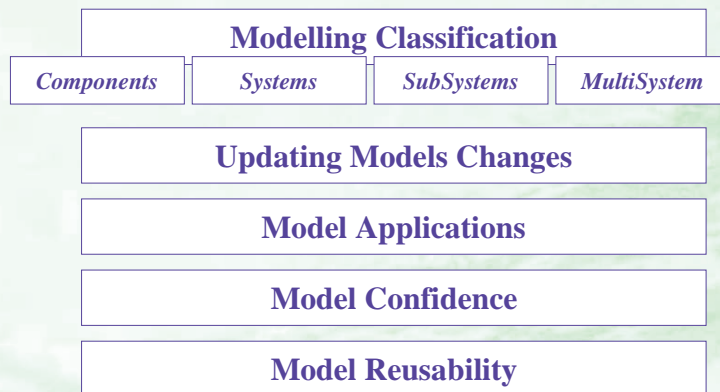 Modelling Classification
Components Systems SubSystems MultiSystem
Updating Models Changes
Model Applications
Model Confidence
Model Reusability